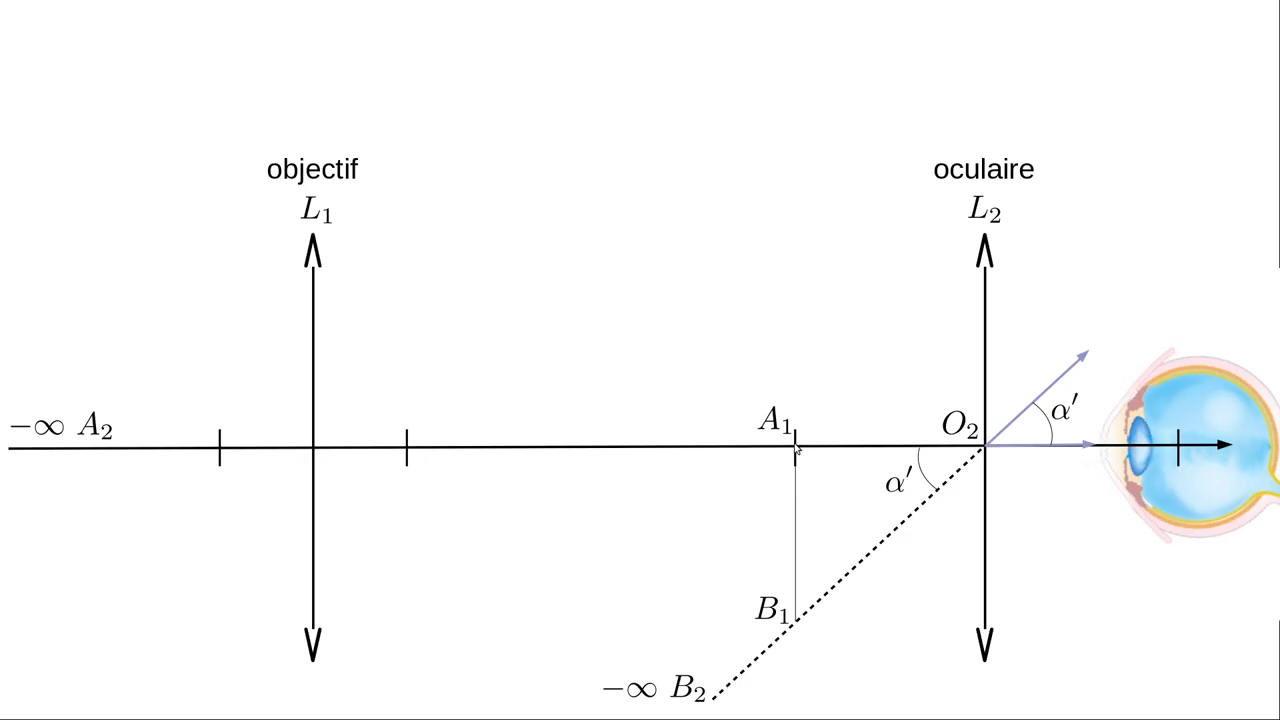 objectif
oculaire
L₁
L₂
α′
−∞ A₂
A₁
O₂
α′
B₁
−∞ B₂